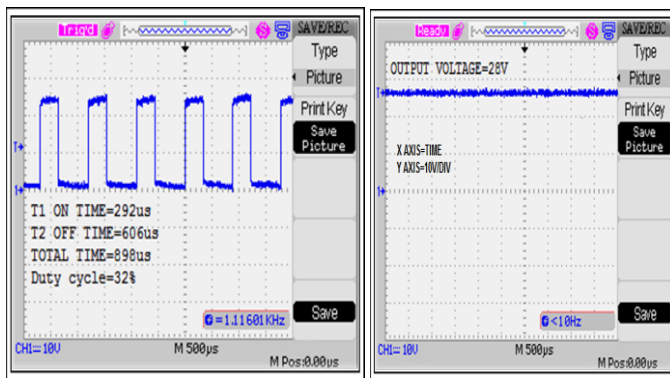 Trig'd
SAVE/REC
Type
Picture
Print Key
Save
Picture
T1 ON TIME=292us
T2 OFF TIME=606us
TOTAL TIME=898us
Duty cycle=32%
=1.11601KHz
Save
CH1 10V
M 500μs
M Pos:0.00us
Ready
SAVE/REC
Type
OUTPUT VOLTAGE=28V
Picture
Print Key
Save
Picture
X AXIS=TIME
Y AXIS=10V/DIV
<10Hz
Save
CH1 10V
M 500μs
M Pos:0.00us